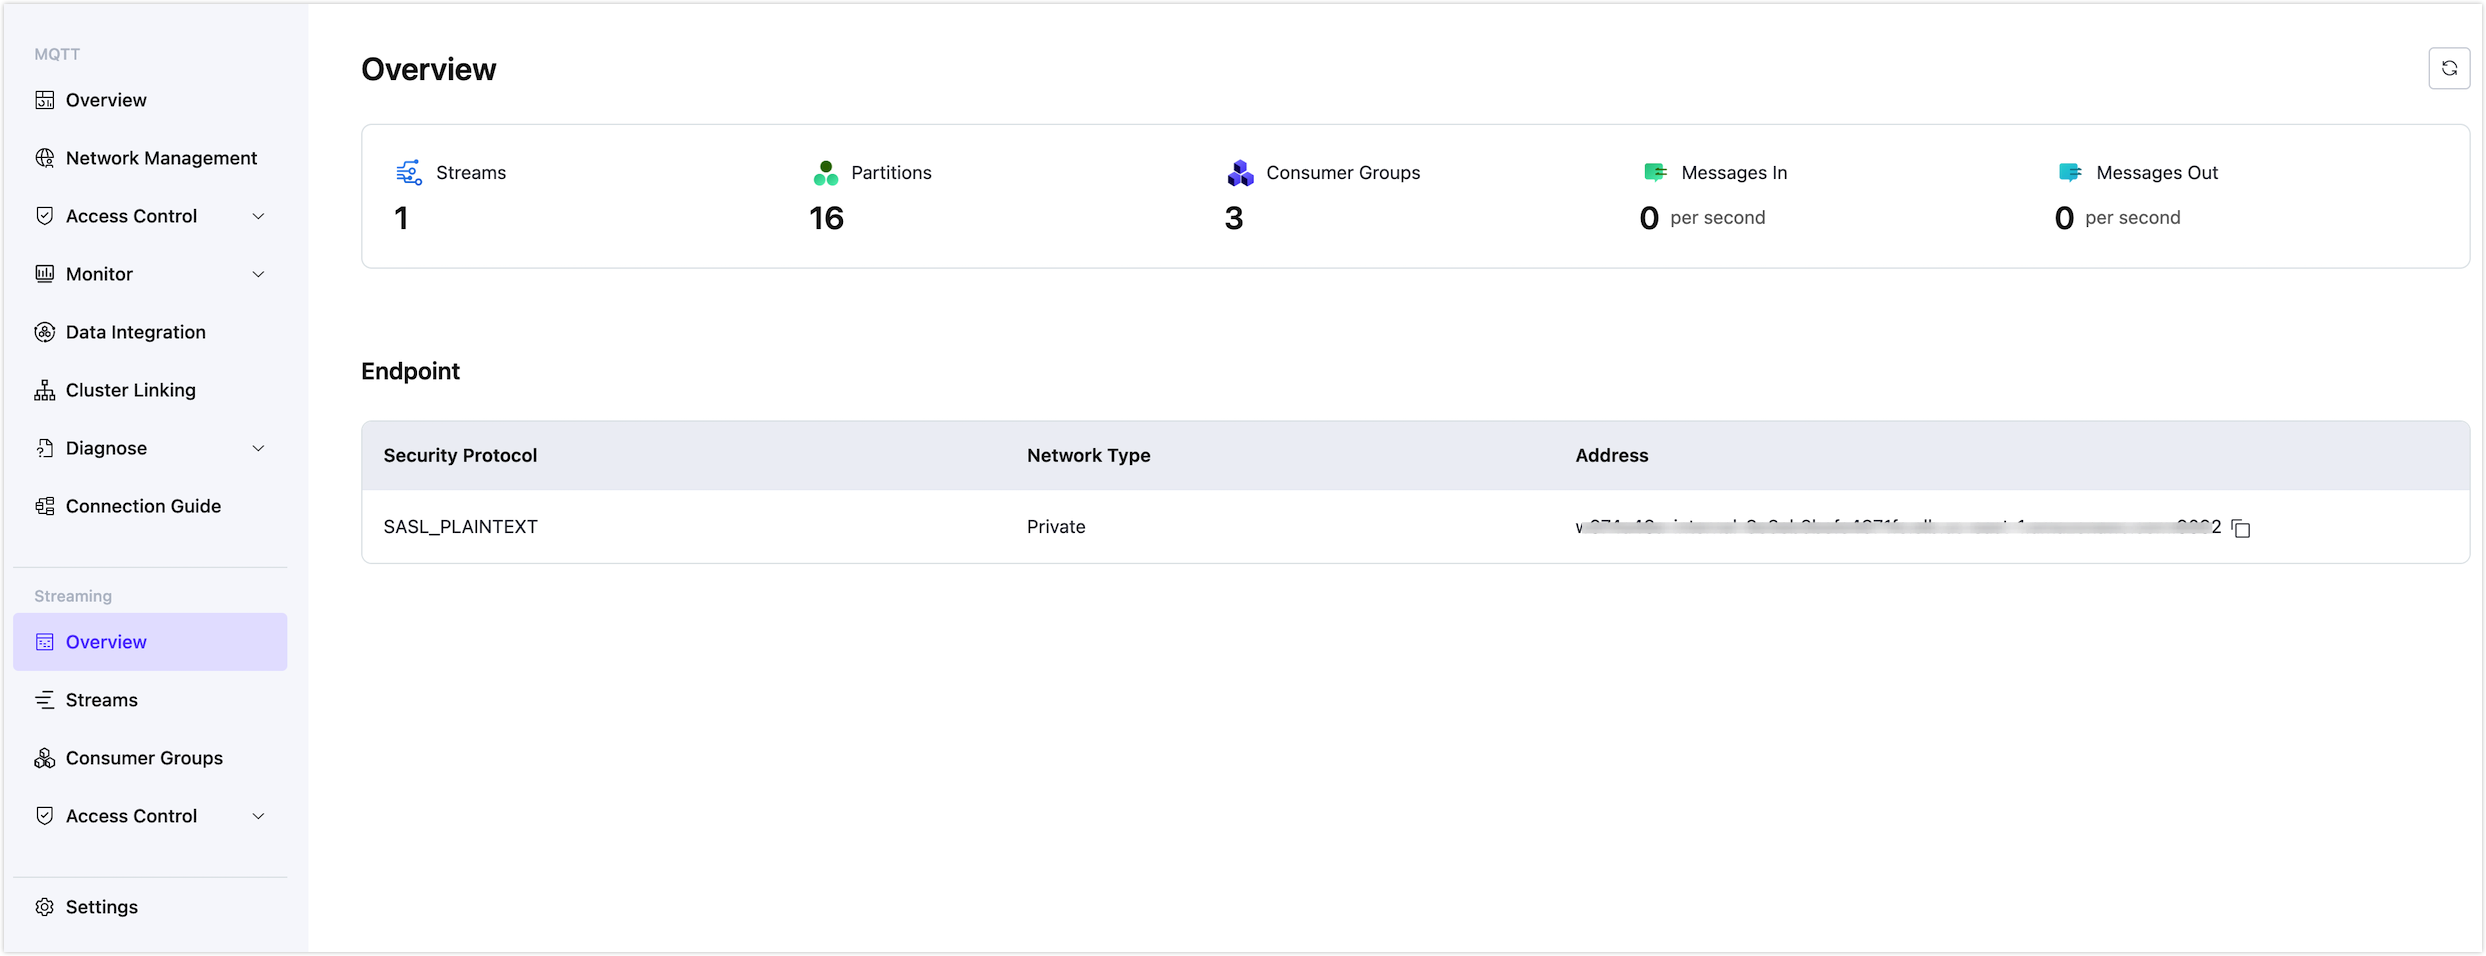 MQTT
Overview
Network Management
Access Control
Monitor
Data Integration
Cluster Linking
Diagnose
Connection Guide
Streaming
Overview
Streams
Consumer Groups
Access Control
Settings
Overview
Streams
1
Partitions
16
Consumer Groups
3
Messages In
0 per second
Messages Out
0 per second
Endpoint
Security Protocol Network Type Address
SASL_PLAINTEXT Private